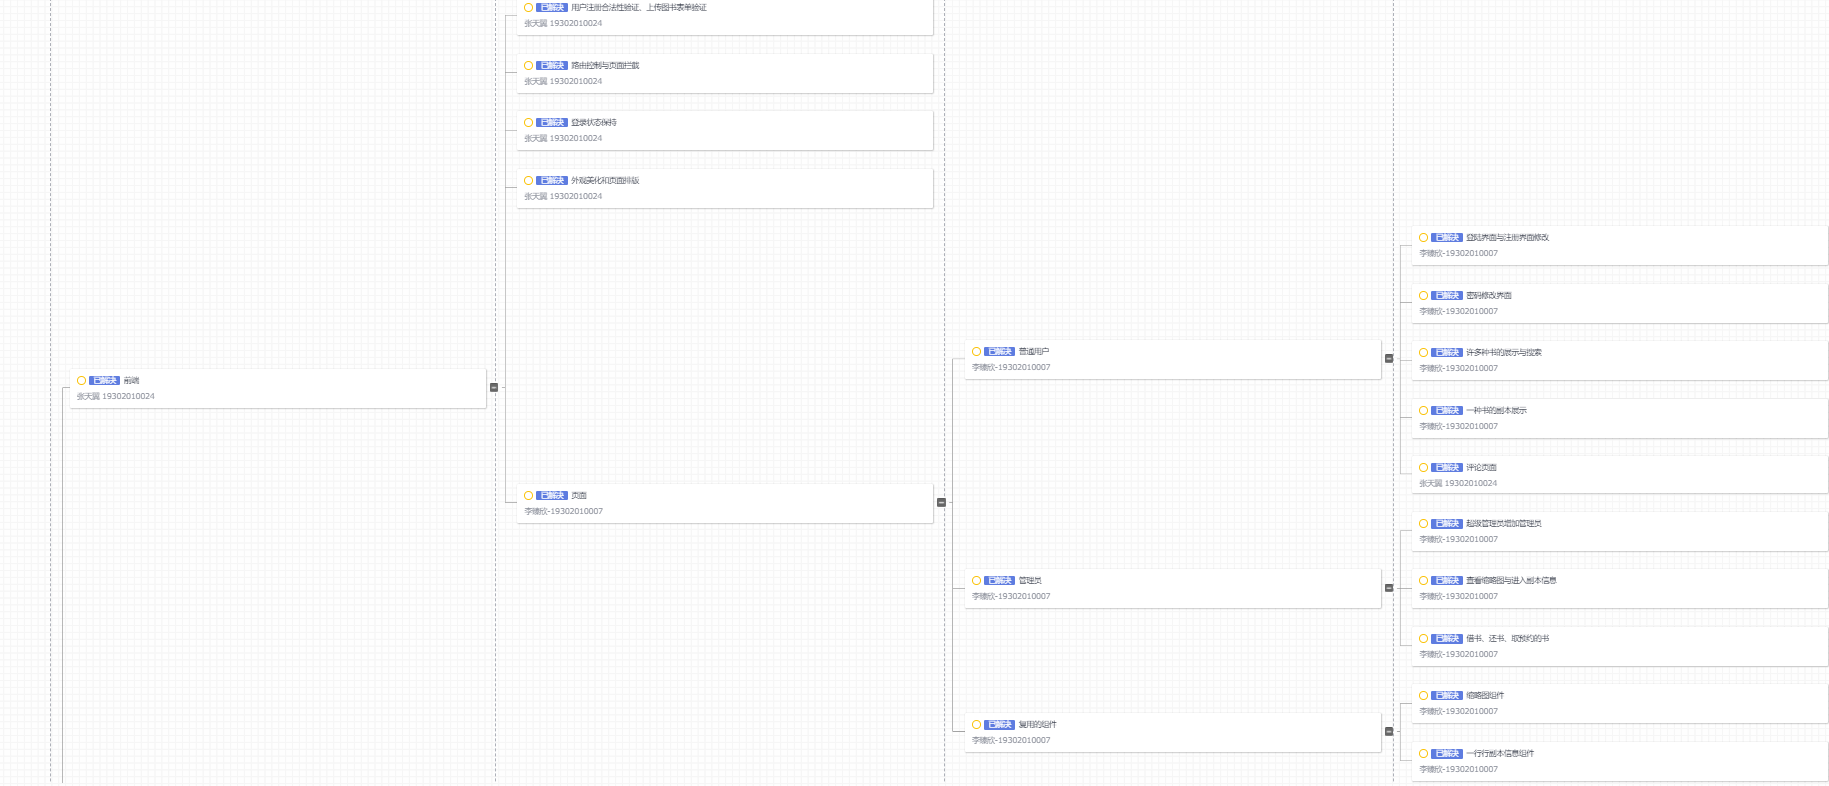 已解决 用户注册合法性验证、上传图书表单验证
张天翼 19302010024
已解决 路由控制与页面拦截
张天翼 19302010024
已解决 登录状态保持
张天翼 19302010024
已解决 外观美化和页面排版
张天翼 19302010024
已解决 前端
张天翼 19302010024
已解决 页面
李臻欣-19302010007
已解决 普通用户
李臻欣-19302010007
已解决 管理员
李臻欣-19302010007
已解决 复用的组件
李臻欣-19302010007
已解决 登陆界面与注册界面修改
李臻欣-19302010007
已解决 密码修改界面
李臻欣-19302010007
已解决 许多种书的展示与搜索
李臻欣-19302010007
已解决 一种书的副本展示
李臻欣-19302010007
已解决 评论页面
张天翼 19302010024
已解决 超级管理员增加管理员
李臻欣-19302010007
已解决 查看缩略图与进入副本信息
李臻欣-19302010007
已解决 借书、还书、取预约的书
李臻欣-19302010007
已解决 缩略图组件
李臻欣-19302010007
已解决 一行行副本信息组件
李臻欣-19302010007